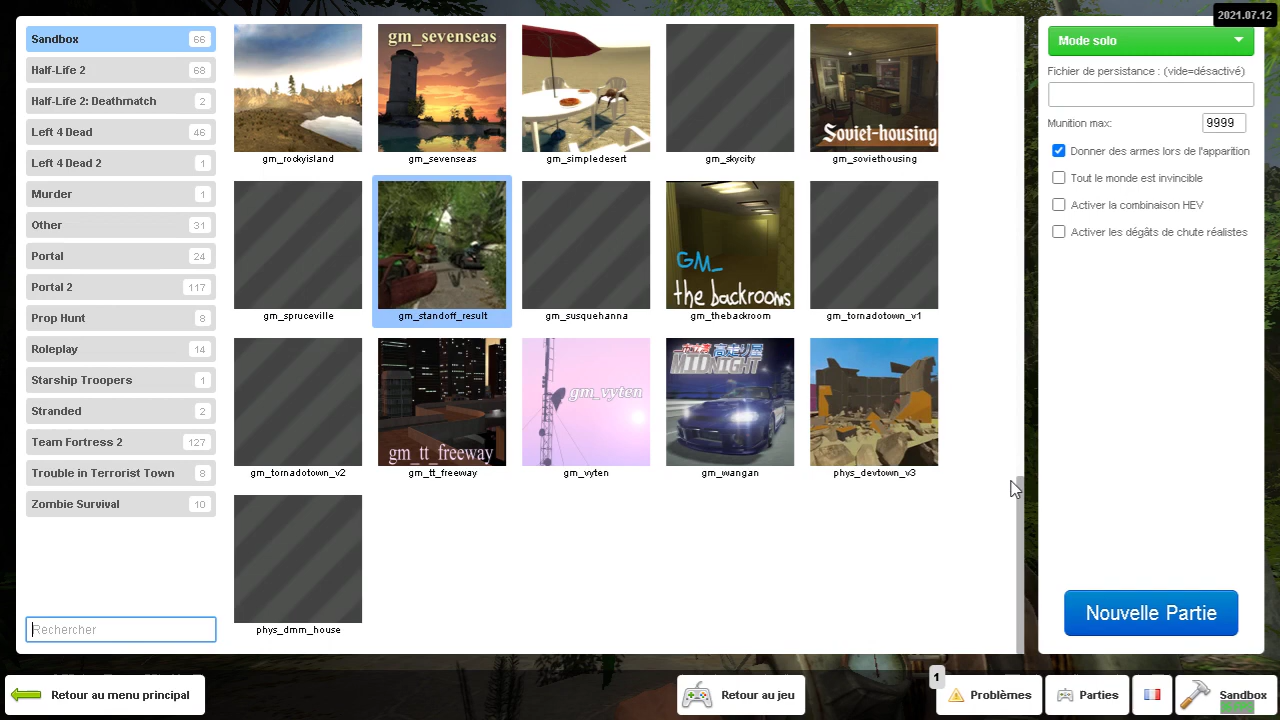 2021.07.12
Sandbox 66
Half-Life 2 68
Half-Life 2: Deathmatch 2
Left 4 Dead 46
Left 4 Dead 2 1
Murder 1
Other 31
Portal 24
Portal 2 117
Prop Hunt 8
Roleplay 14
Starship Troopers 1
Stranded 2
Team Fortress 2 127
Trouble in Terrorist Town 8
Zombie Survival 10
Rechercher
gm_sevenseas
Soviet-housing
gm_rockyisland
gm_sevenseas
gm_simpledesert
gm_skycity
gm_soviethousing
GM_
the backrooms
gm_spruceville
gm_standoff_result
gm_susquehanna
gm_thebackroom
gm_tornadotown_v1
gm_tt_freeway
gm_vyten
MIDNIGHT
gm_tornadotown_v2
gm_tt_freeway
gm_vyten
gm_wangan
phys_devtown_v3
phys_dmm_house
Mode solo
Fichier de persistance : (vide=désactivé)
Munition max: 9999
Donner des armes lors de l'apparition
Tout le monde est invincible
Activer la combinaison HEV
Activer les dégâts de chute réalistes
Nouvelle Partie
Retour au menu principal
Retour au jeu
1
Problèmes
Parties
Sandbox